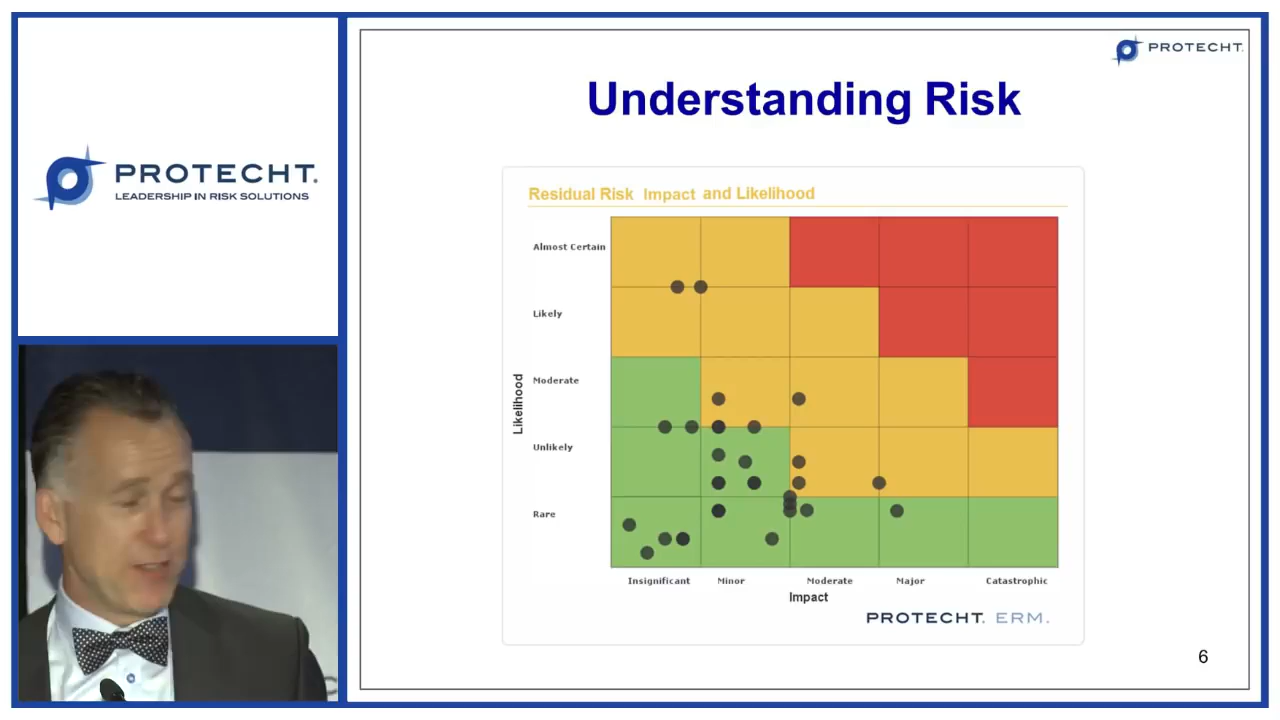 PROTECHT.
LEADERSHIP IN RISK SOLUTIONS
PROTECHT.
Understanding Risk
Residual Risk Impact and Likelihood
Almost Certain
Likely
Moderate
Unlikely
Rare
Likelihood
Insignificant Minor Moderate Major Catastrophic
Impact
PROTECHT. ERM.
6